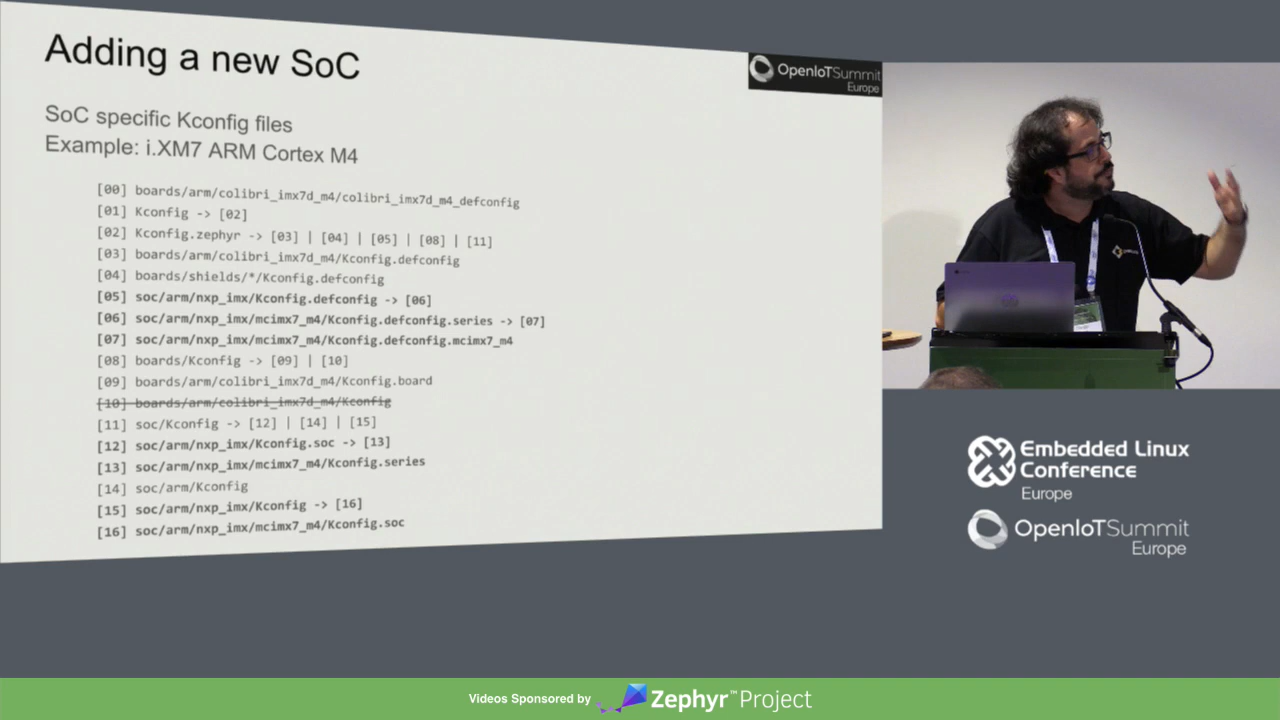 Adding a new SoC
OpenIoTSummit
Europe
SoC specific Kconfig files
Example: i.XM7 ARM Cortex M4
[00] boards/arm/colibri_imx7d_m4/colibri_imx7d_m4_defconfig
[01] Kconfig -> [02]
[02] Kconfig.zephyr -> [03] | [04] | [05] | [08] | [11]
[03] boards/arm/colibri_imx7d_m4/Kconfig.defconfig
[04] boards/shields/*/Kconfig.defconfig
[05] soc/arm/nxp_imx/Kconfig.defconfig -> [06]
[06] soc/arm/nxp_imx/mcimx7_m4/Kconfig.defconfig.series -> [07]
[07] soc/arm/nxp_imx/mcimx7_m4/Kconfig.defconfig.mcimx7_m4
[08] boards/Kconfig -> [09] | [10]
[09] boards/arm/colibri_imx7d_m4/Kconfig.board
[10] boards/arm/colibri_imx7d_m4/Kconfig
[11] soc/Kconfig -> [12] | [14] | [15]
[12] soc/arm/nxp_imx/Kconfig.soc -> [13]
[13] soc/arm/nxp_imx/mcimx7_m4/Kconfig.series
[14] soc/arm/Kconfig
[15] soc/arm/nxp_imx/Kconfig -> [16]
[16] soc/arm/nxp_imx/mcimx7_m4/Kconfig.soc
Embedded Linux
Conference
Europe
OpenIoTSummit
Europe
Videos Sponsored by Zephyr™Project